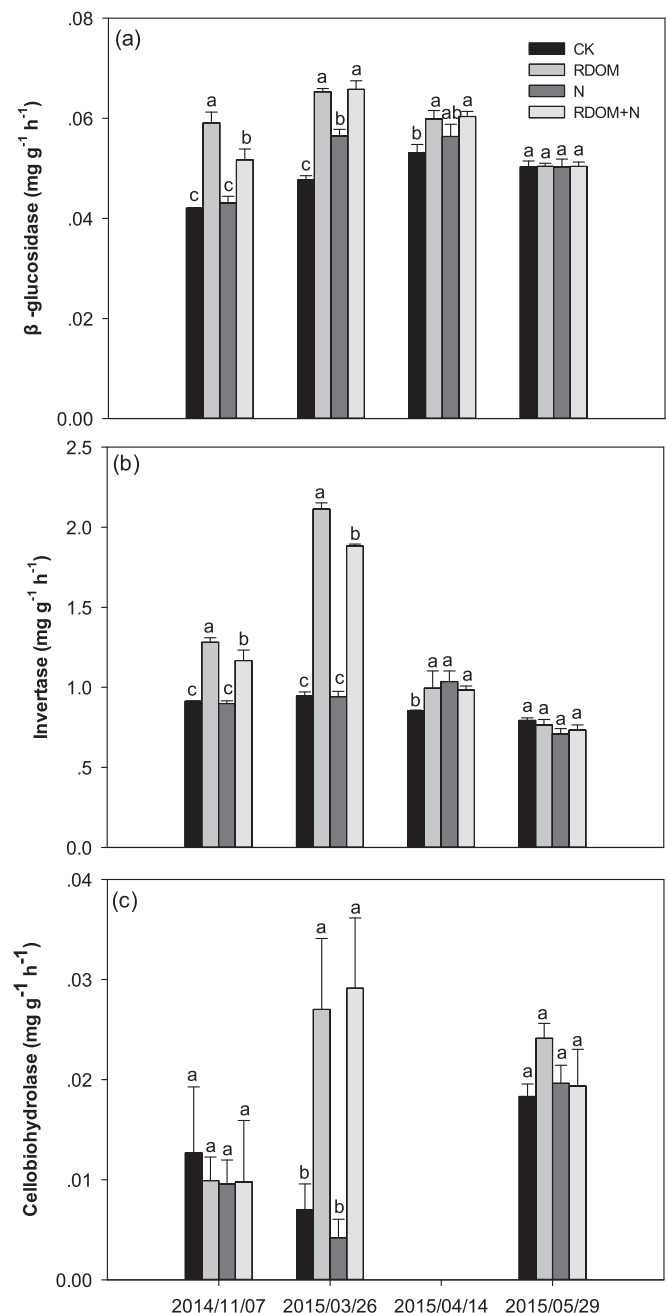 (a)
β -glucosidase (mg g⁻¹ h⁻¹)
.08
.06
.04
.02
0.00
CK
RDOM
N
RDOM+N
c a c b
c a b a
b a ab a
a a a a
(b)
Invertase (mg g⁻¹ h⁻¹)
2.5
2.0
1.5
1.0
.5
0.0
c a c b
c a c b
b a a a
a a a a
(c)
Cellobiohydrolase (mg g⁻¹ h⁻¹)
.04
.03
.02
.01
0.00
a a a a
b a b a
a a a a
2014/11/07 2015/03/26 2015/04/14 2015/05/29